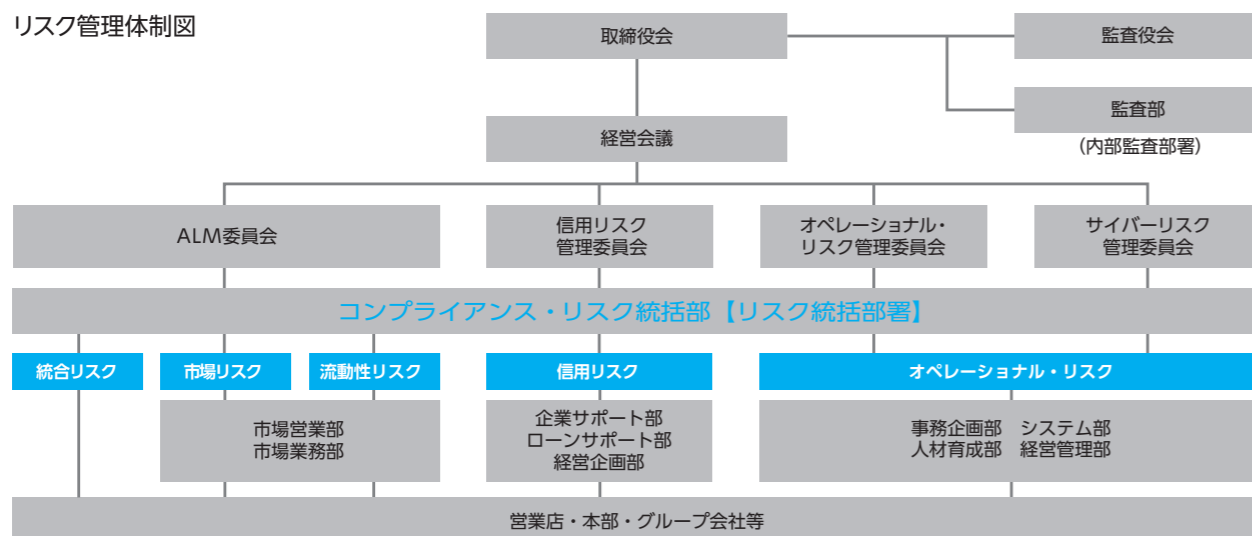 リスク管理体制図
取締役会
監査役会
監査部
(内部監査部署)
経営会議
ALM委員会
信用リスク
管理委員会
オペレーショナル・
リスク管理委員会
サイバーリスク
管理委員会
コンプライアンス・リスク統括部【リスク統括部署】
統合リスク
市場リスク
流動性リスク
信用リスク
オペレーショナル・リスク
市場営業部
市場業務部
企業サポート部
ローンサポート部
経営企画部
事務企画部 システム部
人材育成部 経営管理部
営業店・本部・グループ会社等